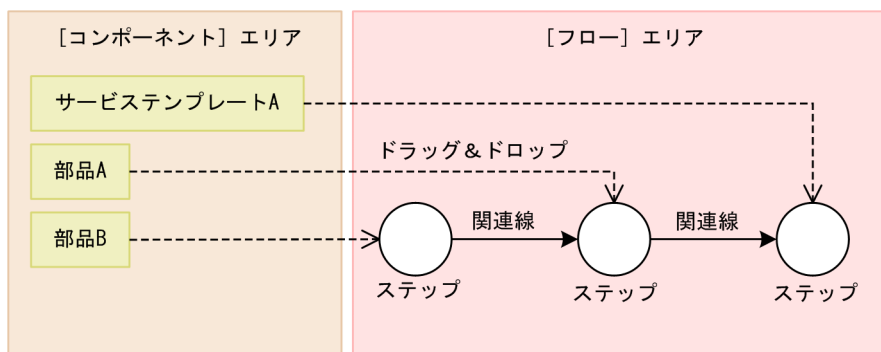 [コンポーネント] エリア
[フロー] エリア
サービステンプレートA
ドラッグ&ドロップ
部品A
部品B
関連線
関連線
ステップ
ステップ
ステップ